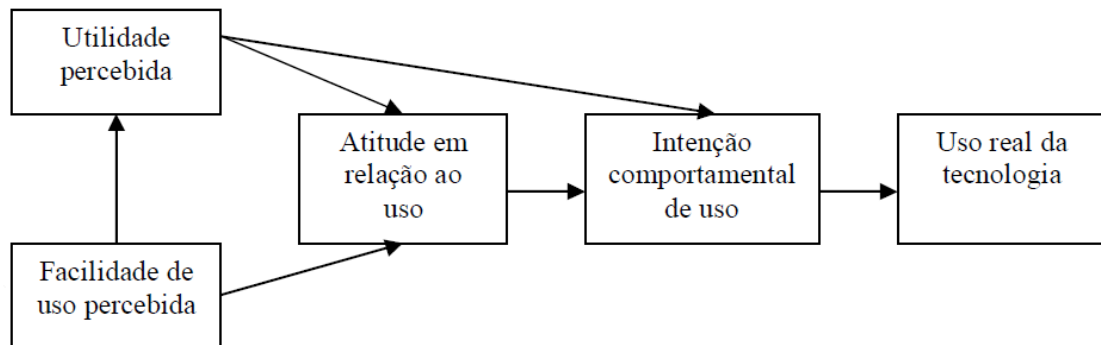 Utilidade
percebida
Atitude em
relação ao
uso
Intenção
comportamental
de uso
Uso real da
tecnologia
Facilidade de
uso percebida